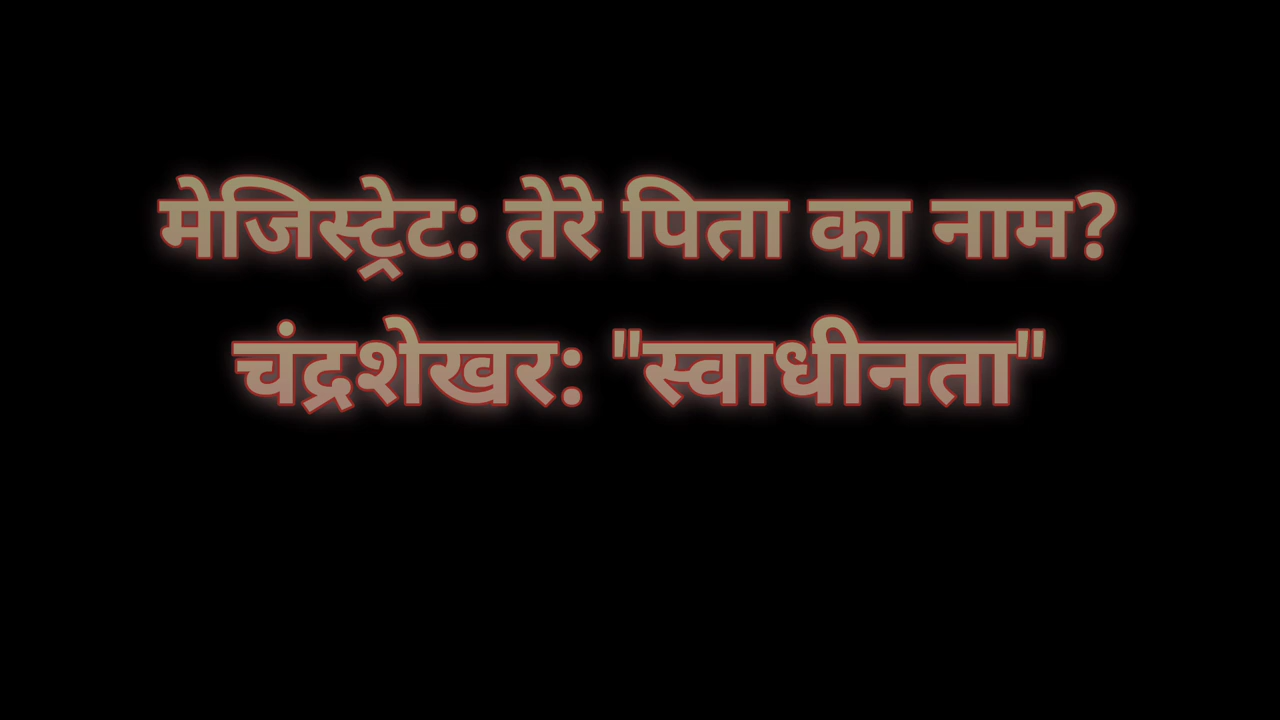 मेजिस्ट्रेट: तेरे पिता का नाम?
चंद्रशेखर: "स्वाधीनता"